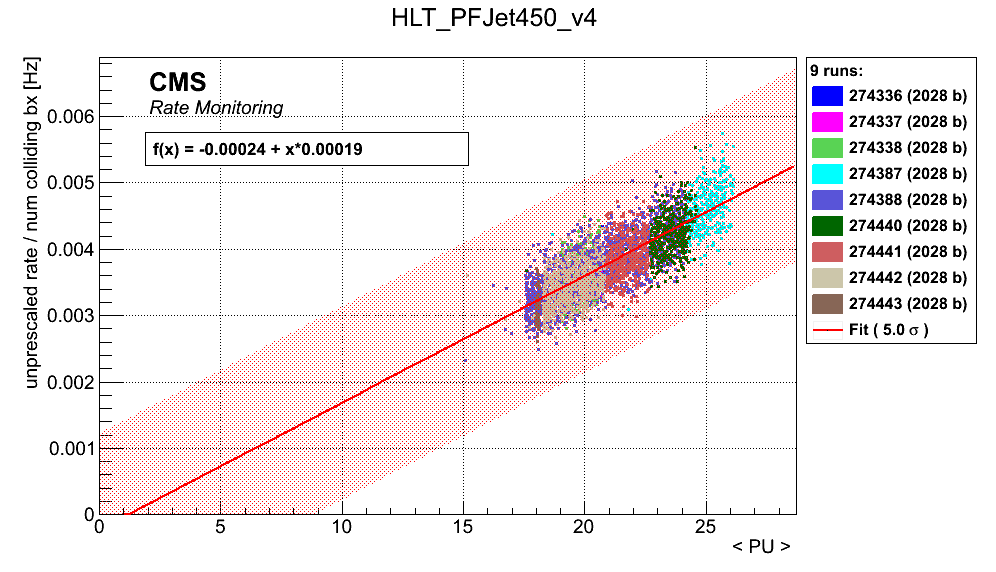 HLT_PFJet450_v4
unprescaled rate / num colliding bx [Hz]
CMS
Rate Monitoring
f(x) = -0.00024 + x*0.00019
0.006
0.005
0.004
0.003
0.002
0.001
0
0 5 10 15 20 25
< PU >
9 runs:
274336 (2028 b)
274337 (2028 b)
274338 (2028 b)
274387 (2028 b)
274388 (2028 b)
274440 (2028 b)
274441 (2028 b)
274442 (2028 b)
274443 (2028 b)
Fit ( 5.0 σ )